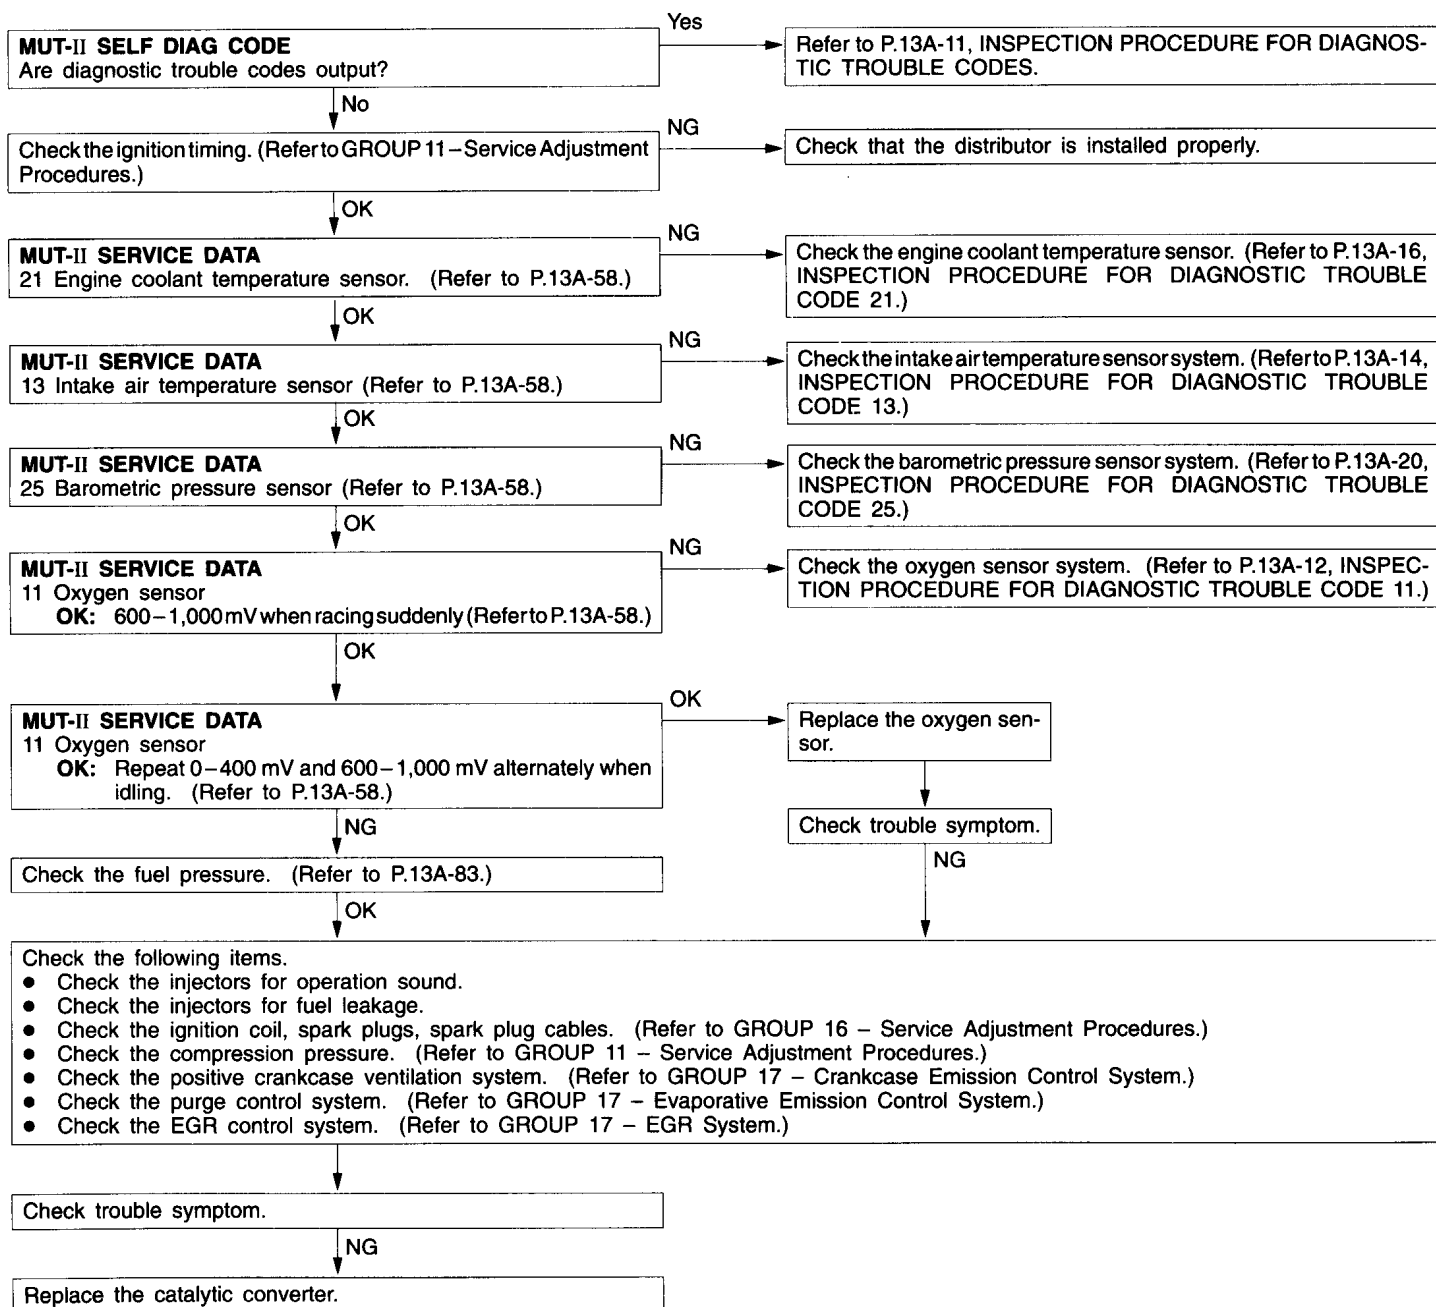 Yes
MUT-II SELF DIAG CODE
Are diagnostic trouble codes output?
Refer to P.13A-11, INSPECTION PROCEDURE FOR DIAGNOS-
TIC TROUBLE CODES.
No
NG
Check the ignition timing. (Refer to GROUP 11 – Service Adjustment
Procedures.)
Check that the distributor is installed properly.
OK
NG
MUT-II SERVICE DATA
21 Engine coolant temperature sensor. (Refer to P.13A-58.)
Check the engine coolant temperature sensor. (Refer to P.13A-16,
INSPECTION PROCEDURE FOR DIAGNOSTIC TROUBLE
CODE 21.)
OK
NG
MUT-II SERVICE DATA
13 Intake air temperature sensor (Refer to P.13A-58.)
Check the intake air temperature sensor system. (Refer to P.13A-14,
INSPECTION PROCEDURE FOR DIAGNOSTIC TROUBLE
CODE 13.)
OK
NG
MUT-II SERVICE DATA
25 Barometric pressure sensor (Refer to P.13A-58.)
Check the barometric pressure sensor system. (Refer to P.13A-20,
INSPECTION PROCEDURE FOR DIAGNOSTIC TROUBLE
CODE 25.)
OK
NG
MUT-II SERVICE DATA
11 Oxygen sensor
OK: 600–1,000 mV when racing suddenly (Refer to P.13A-58.)
Check the oxygen sensor system. (Refer to P.13A-12, INSPEC-
TION PROCEDURE FOR DIAGNOSTIC TROUBLE CODE 11.)
OK
OK
MUT-II SERVICE DATA
11 Oxygen sensor
OK: Repeat 0–400 mV and 600–1,000 mV alternately when
idling. (Refer to P.13A-58.)
Replace the oxygen sen-
sor.
NG
Check trouble symptom.
NG
Check the fuel pressure. (Refer to P.13A-83.)
OK
Check the following items.
● Check the injectors for operation sound.
● Check the injectors for fuel leakage.
● Check the ignition coil, spark plugs, spark plug cables. (Refer to GROUP 16 – Service Adjustment Procedures.)
● Check the compression pressure. (Refer to GROUP 11 – Service Adjustment Procedures.)
● Check the positive crankcase ventilation system. (Refer to GROUP 17 – Crankcase Emission Control System.)
● Check the purge control system. (Refer to GROUP 17 – Evaporative Emission Control System.)
● Check the EGR control system. (Refer to GROUP 17 – EGR System.)
Check trouble symptom.
NG
Replace the catalytic converter.